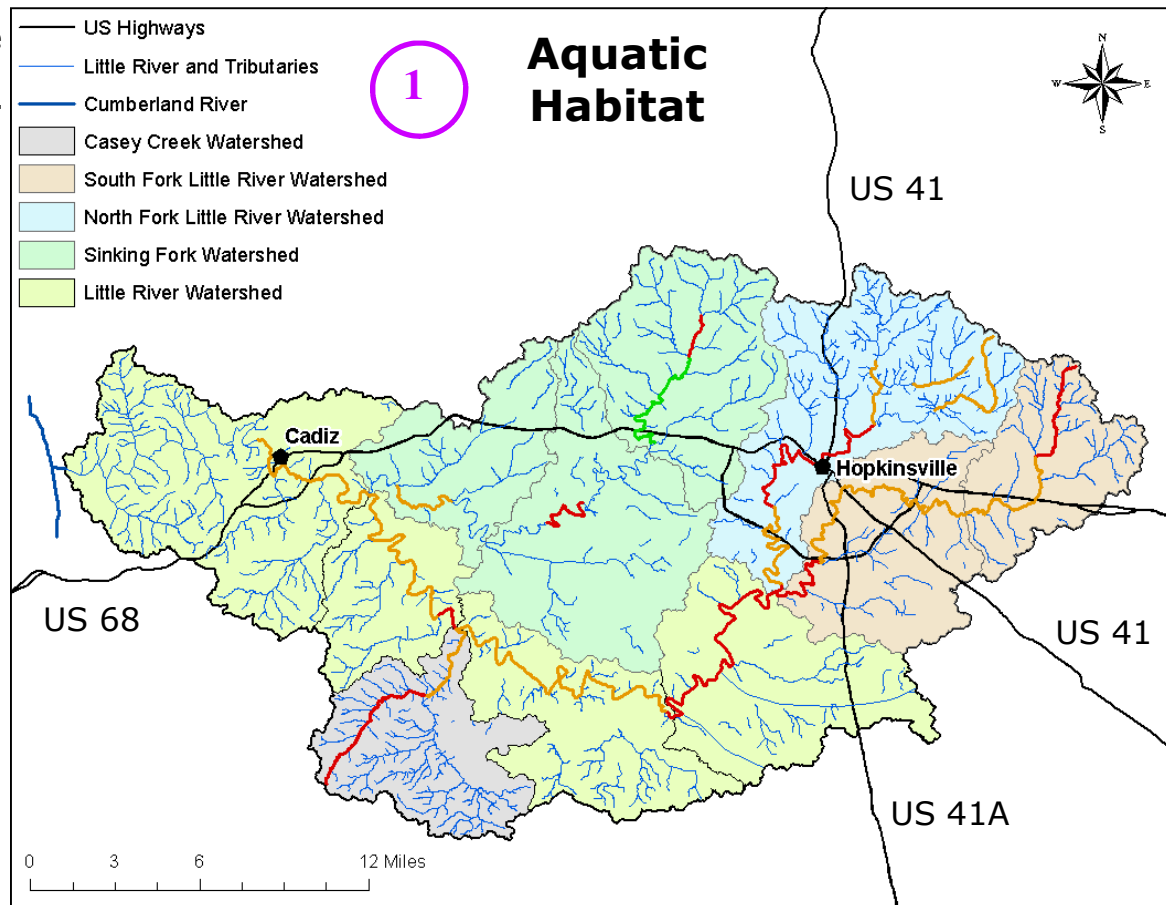 US Highways
Little River and Tributaries
Cumberland River
Casey Creek Watershed
South Fork Little River Watershed
North Fork Little River Watershed
Sinking Fork Watershed
Little River Watershed
1
Aquatic
Habitat
N
W
E
S
US 41
Cadiz
Hopkinsville
US 68
US 41
US 41A
0
3
6
12 Miles
e